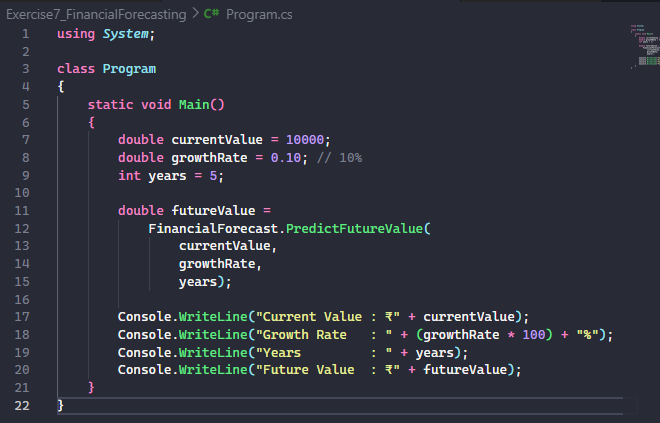 Exercise7_FinancialForecasting > C# Program.cs
1 using System;
2
3 class Program
4 {
5     static void Main()
6     {
7         double currentValue = 10000;
8         double growthRate = 0.10; // 10%
9         int years = 5;
10
11         double futureValue =
12             FinancialForecast.PredictFutureValue(
13                 currentValue,
14                 growthRate,
15                 years);
16
17         Console.WriteLine("Current Value : ₹" + currentValue);
18         Console.WriteLine("Growth Rate   : " + (growthRate * 100) + "%");
19         Console.WriteLine("Years         : " + years);
20         Console.WriteLine("Future Value  : ₹" + futureValue);
21     }
22 }